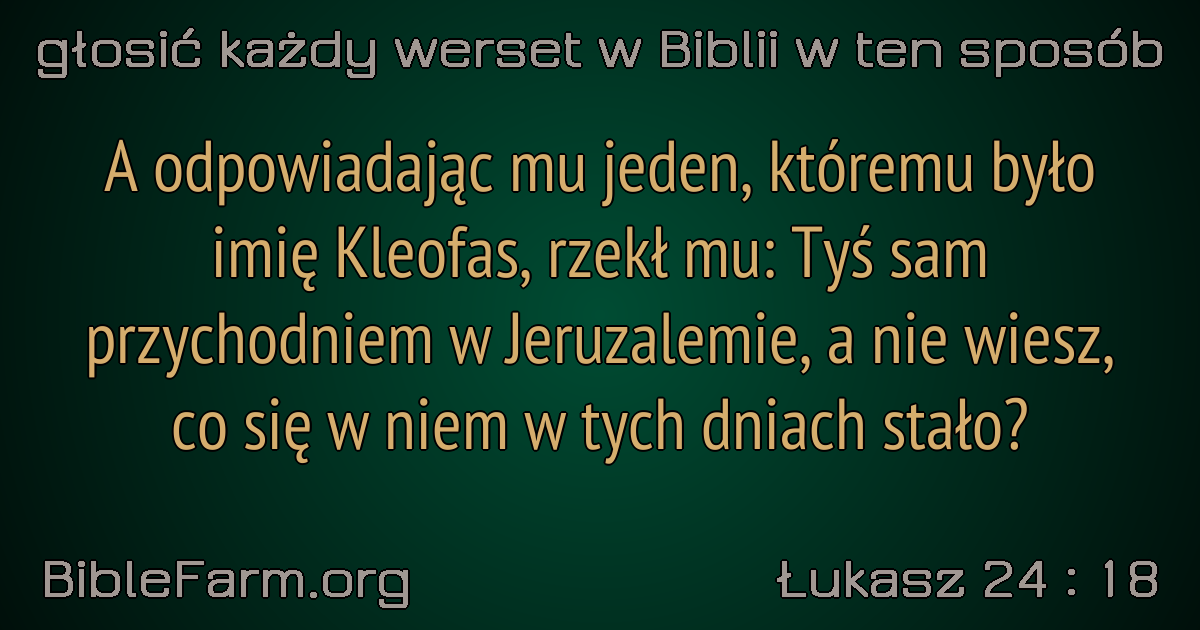 głosić każdy werset w Biblii w ten sposób
A odpowiadając mu jeden, któremu było
imię Kleofas, rzekł mu: Tyś sam
przychodniem w Jeruzalemie, a nie wiesz,
co się w niem w tych dniach stało?
BibleFarm.org
Łukasz 24 : 18